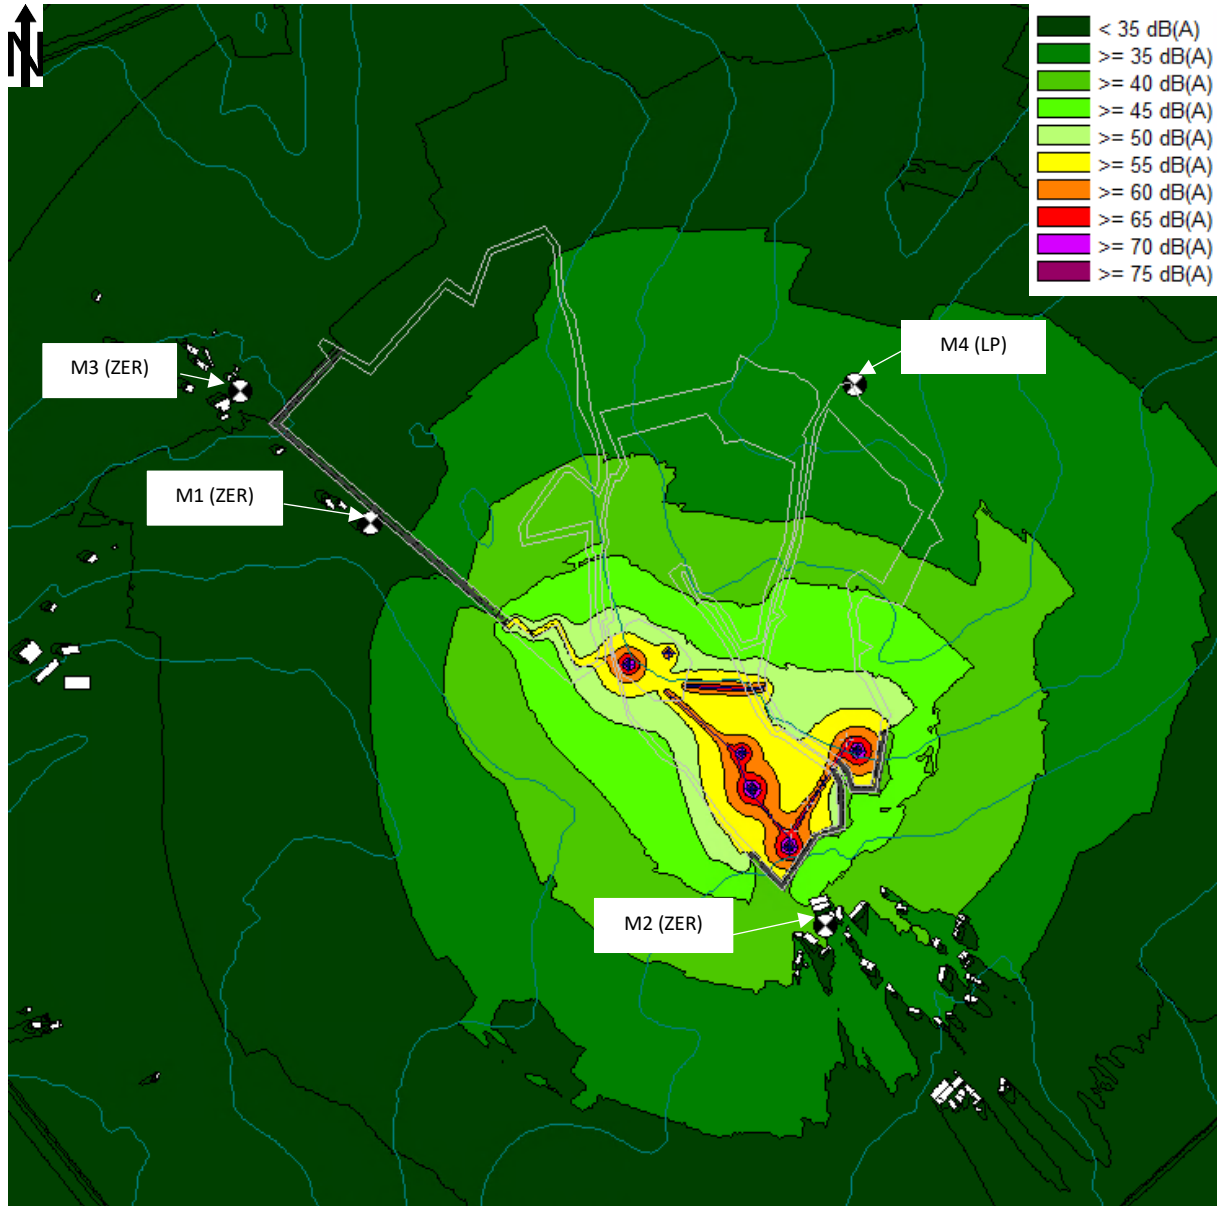 N
< 35 dB(A)
>= 35 dB(A)
>= 40 dB(A)
>= 45 dB(A)
>= 50 dB(A)
>= 55 dB(A)
>= 60 dB(A)
>= 65 dB(A)
>= 70 dB(A)
>= 75 dB(A)
M4 (LP)
M3 (ZER)
M1 (ZER)
M2 (ZER)